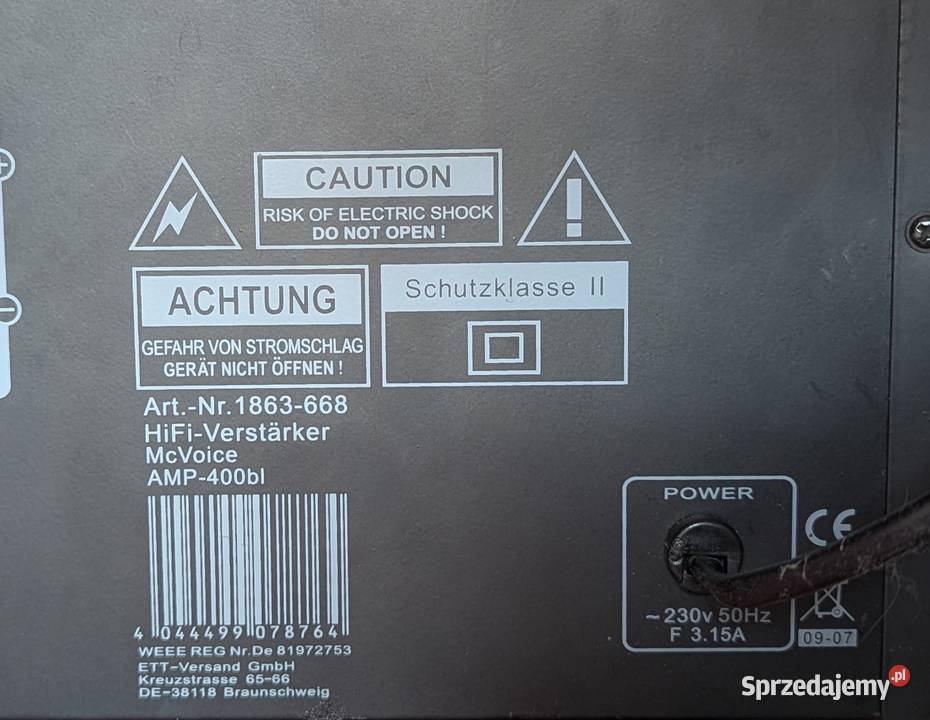 CAUTION
RISK OF ELECTRIC SHOCK
DO NOT OPEN !
ACHTUNG
GEFAHR VON STROMSCHLAG
GERÄT NICHT ÖFFNEN !
Schutzklasse II
Art.-Nr.1863-668
HiFi-Verstärker
McVoice
AMP-400bl
4 044499 078764
WEEE REG Nr.De 81972753
ETT-Versand GmbH
Kreuzstrasse 65-66
DE-38118 Braunschweig
POWER
~230v 50Hz
F 3.15A
CE
09-07
Sprzedajemy.pl